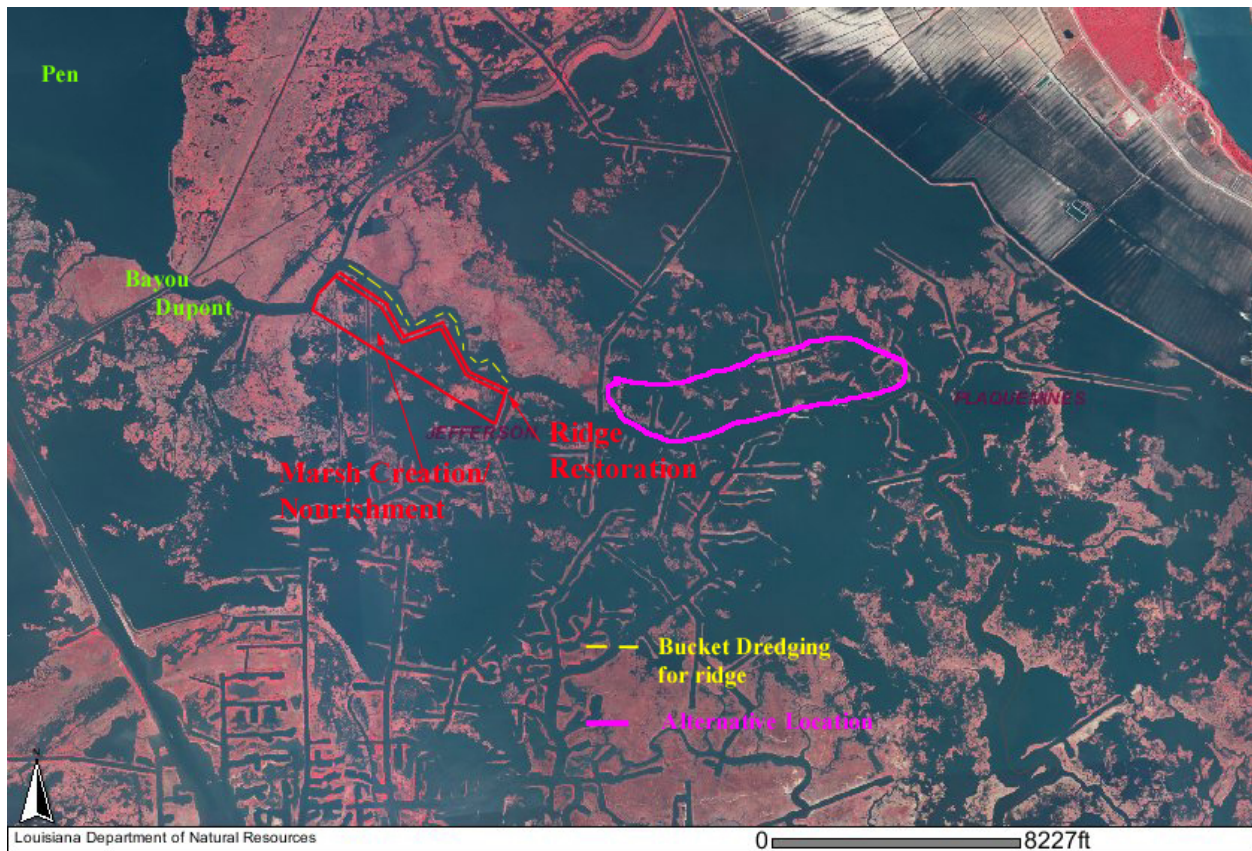 Pen
Bayou
Dupont
PLAQUEMINES
JEFFERSON
Ridge
Restoration
Marsh Creation/
Nourishment
Bucket Dredging
for ridge
Alternative Location
N
Louisiana Department of Natural Resources
0 8227ft